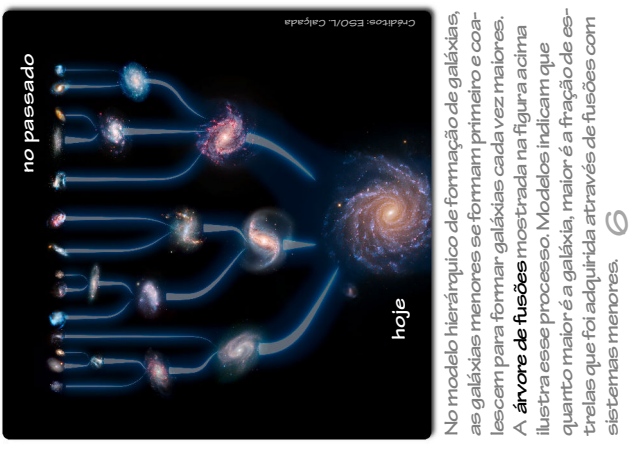 Créditos: ESO/L. Calçada
no passado
hoje
No modelo hierárquico de formação de galáxias,
as galáxias menores se formam primeiro e coa-
lescem para formar galáxias cada vez maiores.
A árvore de fusões mostrada na figura acima
ilustra esse processo. Modelos indicam que
quanto maior é a galáxia, maior é a fração de es-
trelas que foi adquirida através de fusões com
sistemas menores.
6